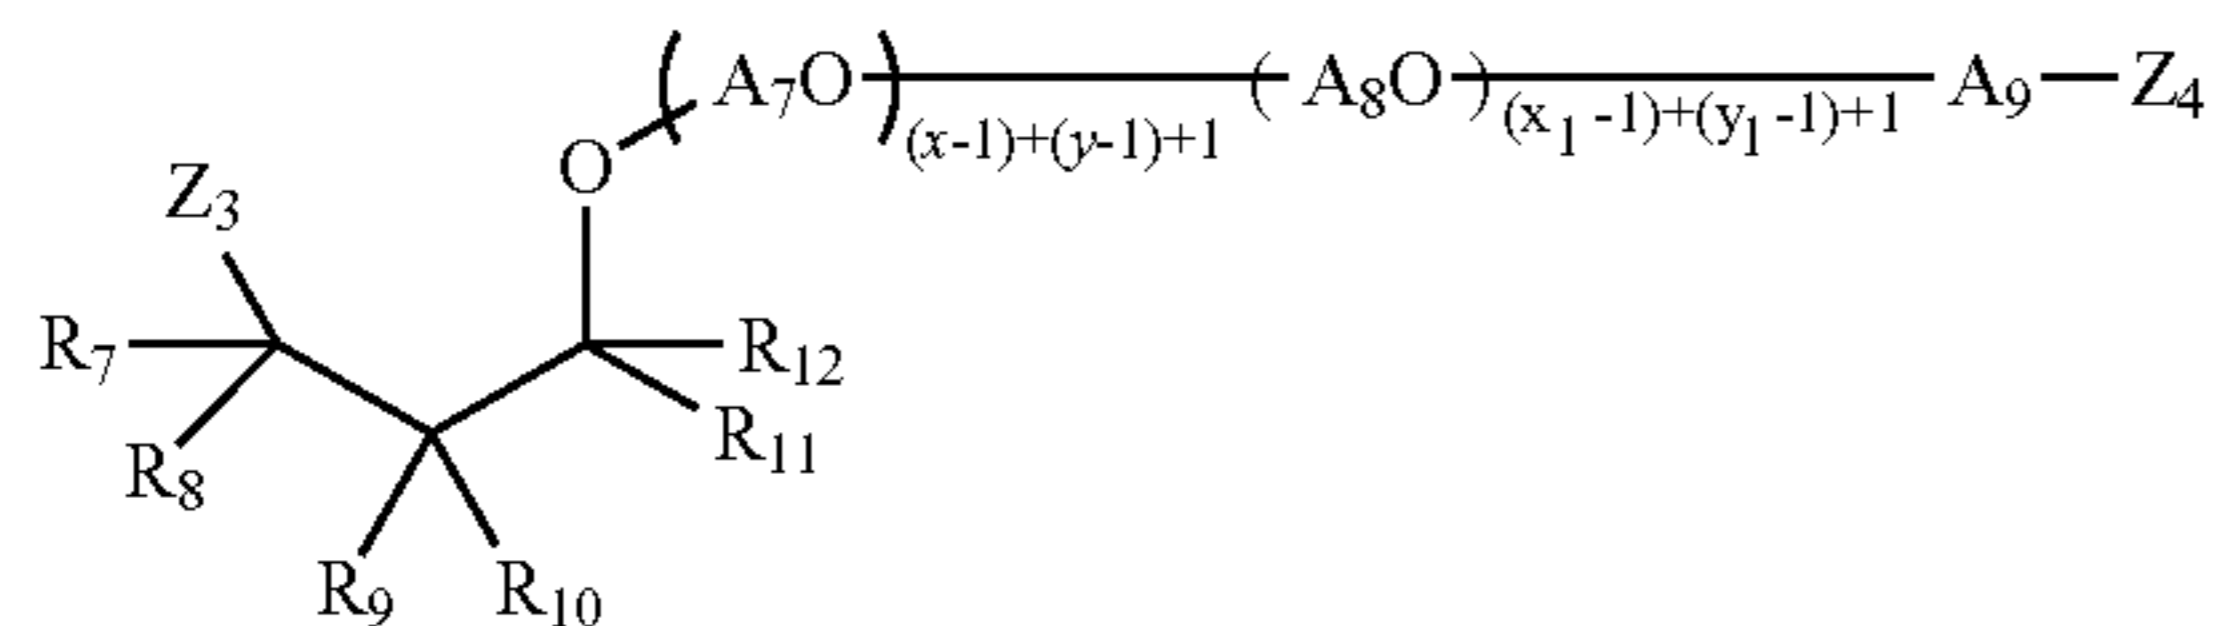 (A₇O)(x-1)+(y-1)+1 (A₈O)(x₁-1)+(y₁-1)+1 A₉—Z₄
O
Z₃
R₇ R₁₂
R₁₁
R₈
R₉ R₁₀